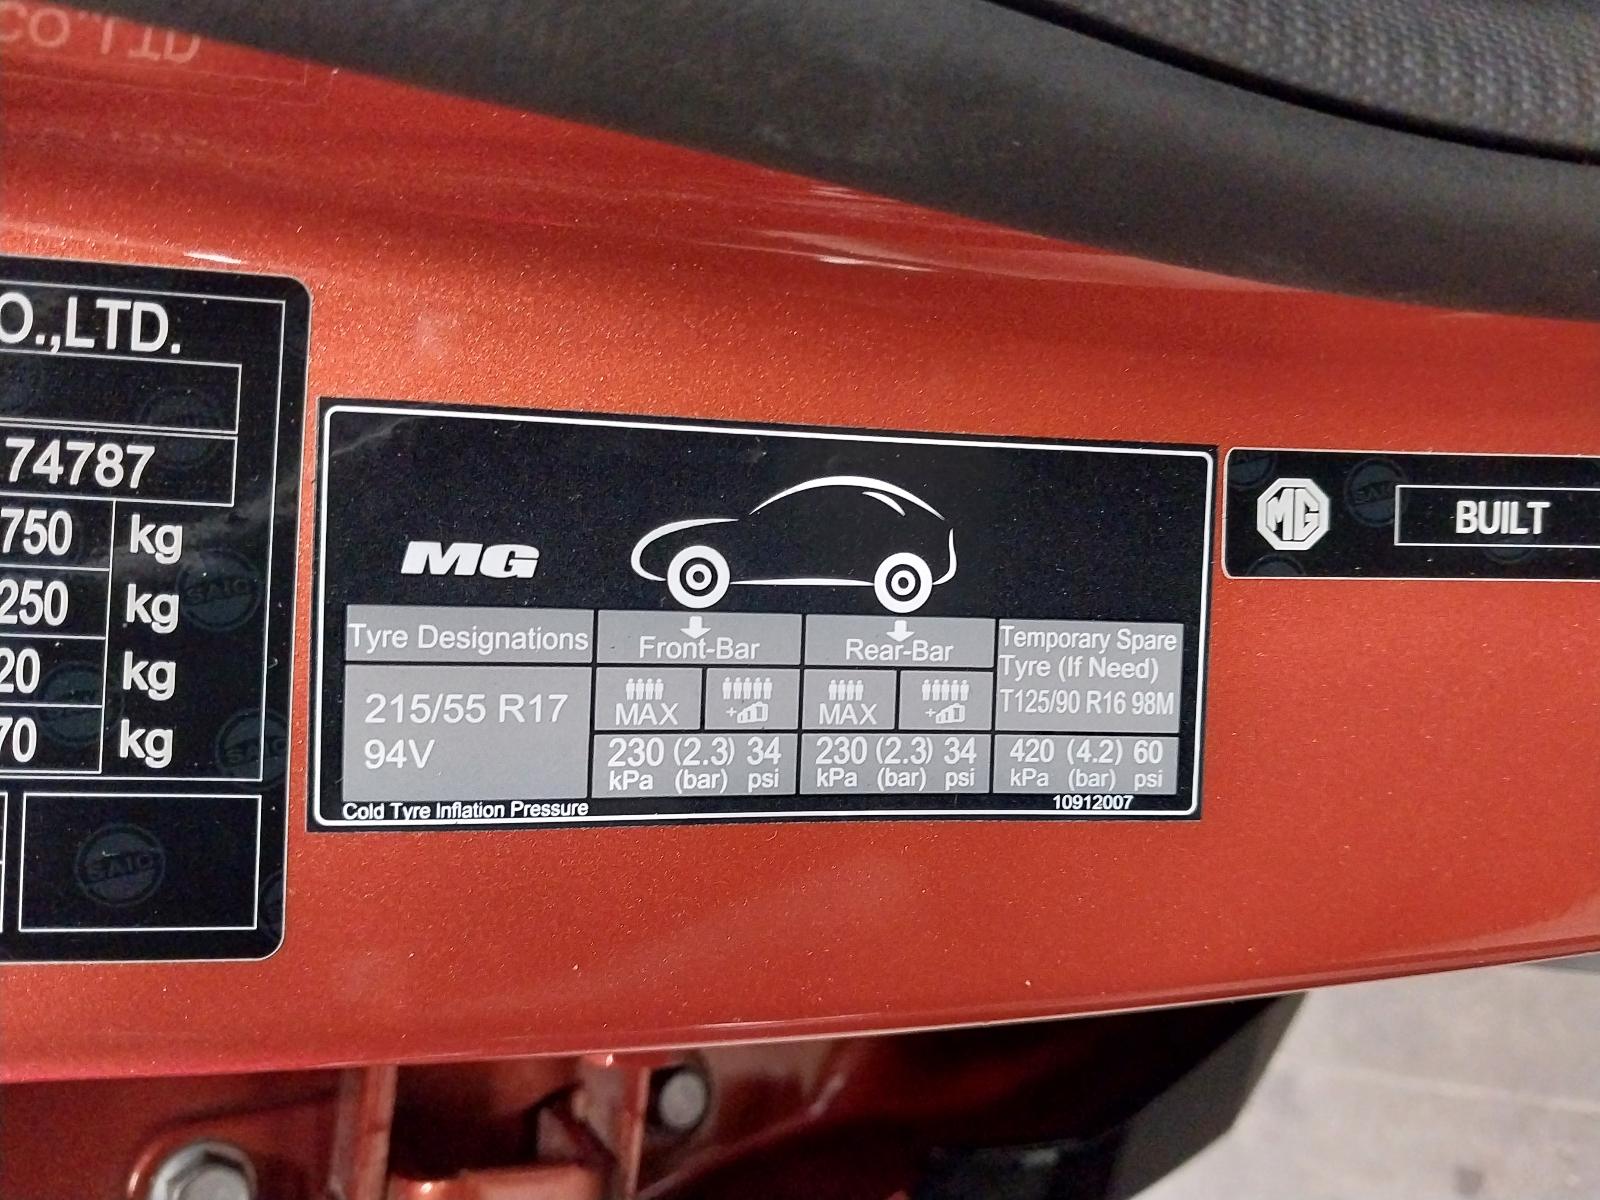 CO.,LTD
O.,LTD.
74787
750 kg
250 kg
20 kg
70 kg
SAIC
MG
Tyre Designations
Front-Bar
Rear-Bar
Temporary Spare
Tyre (If Need)
T125/90 R16 98M
MAX
+
MAX
+
215/55 R17
94V
230 (2.3) 34
kPa (bar) psi
230 (2.3) 34
kPa (bar) psi
420 (4.2) 60
kPa (bar) psi
Cold Tyre Inflation Pressure
10912007
MG
BUILT